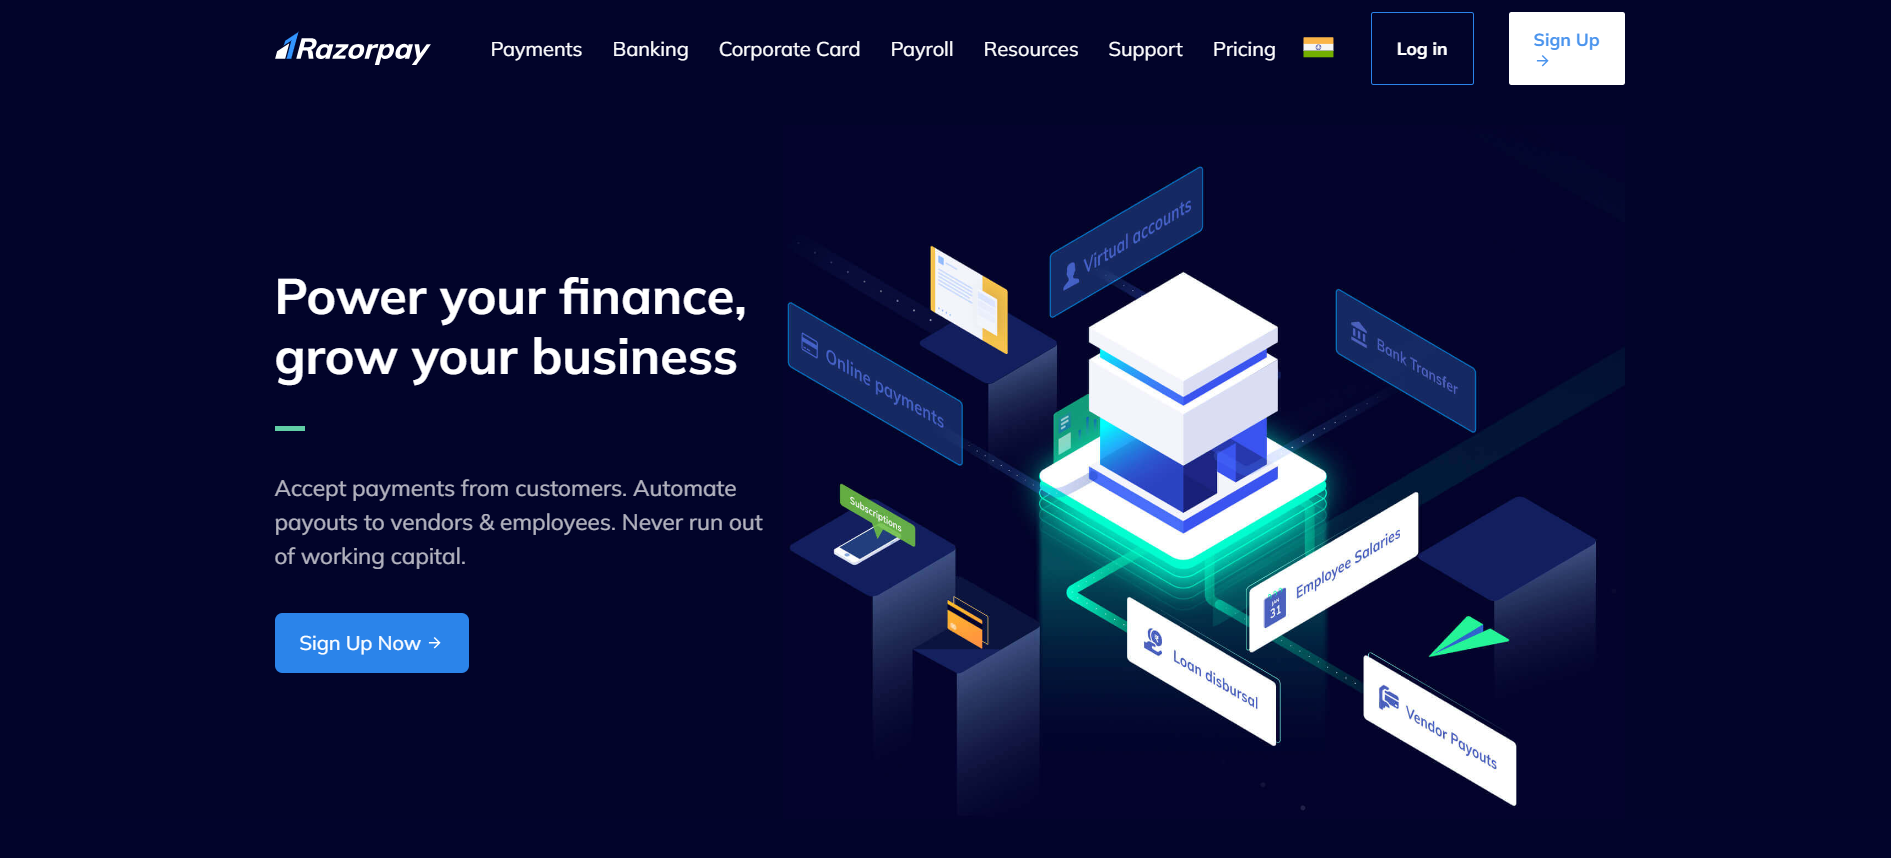 Razorpay
Payments
Banking
Corporate Card
Payroll
Resources
Support
Pricing
Log in
Sign Up
→
Power your finance,
grow your business
Accept payments from customers. Automate
payouts to vendors & employees. Never run out
of working capital.
Sign Up Now →
Virtual accounts
Online payments
Bank Transfer
Subscriptions
Employee Salaries
JAN
31
Loan disbursal
Vendor Payouts